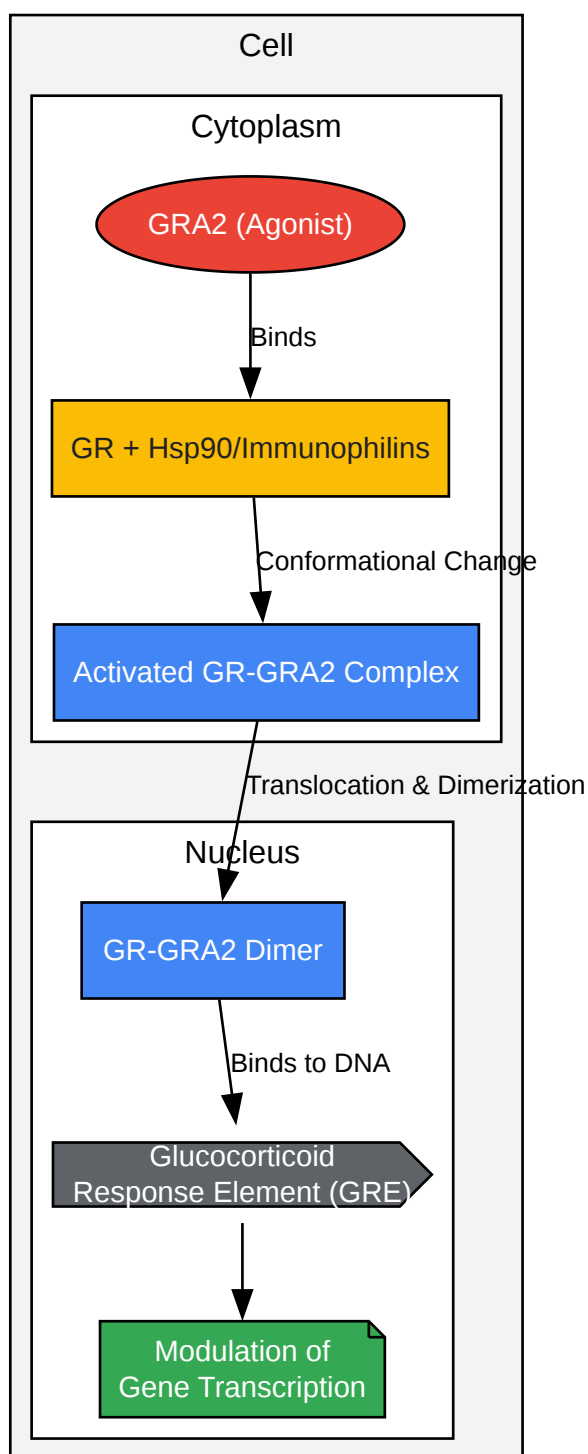 Cell
Cytoplasm
GRA2 (Agonist)
Binds
GR + Hsp90/Immunophilins
Conformational Change
Activated GR-GRA2 Complex
Translocation & Dimerization
Nucleus
GR-GRA2 Dimer
Binds to DNA
Glucocorticoid
Response Element (GRE)
Modulation of
Gene Transcription